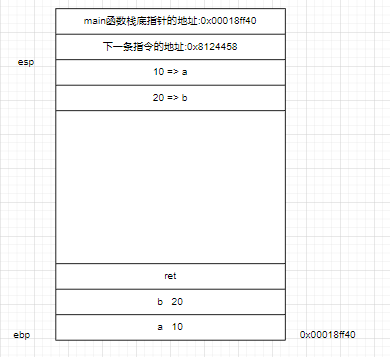 main函数栈底指针的地址:0x00018ff40
下一条指令的地址:0x8124458
esp
10 => a
20 => b
ret
b 20
a 10
ebp
0x00018ff40